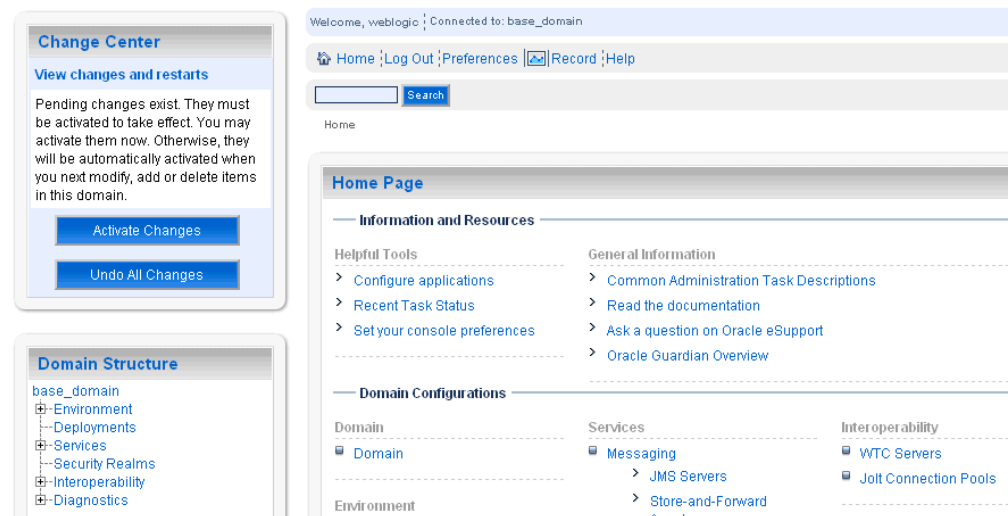 Change Center
View changes and restarts
Pending changes exist. They must
be activated to take effect. You may
activate them now. Otherwise, they
will be automatically activated when
you next modify, add or delete items
in this domain.
Activate Changes
Undo All Changes
Domain Structure
base_domain
Environment
Deployments
Services
Security Realms
Interoperability
Diagnostics
Welcome, weblogic Connected to: base_domain
Home Log Out Preferences Record Help
Search
Home
Home Page
Information and Resources
Helpful Tools
Configure applications
Recent Task Status
Set your console preferences
General Information
Common Administration Task Descriptions
Read the documentation
Ask a question on Oracle eSupport
Oracle Guardian Overview
Domain Configurations
Domain
Domain
Environment
Services
Messaging
JMS Servers
Store-and-Forward
Interoperability
WTC Servers
Jolt Connection Pools